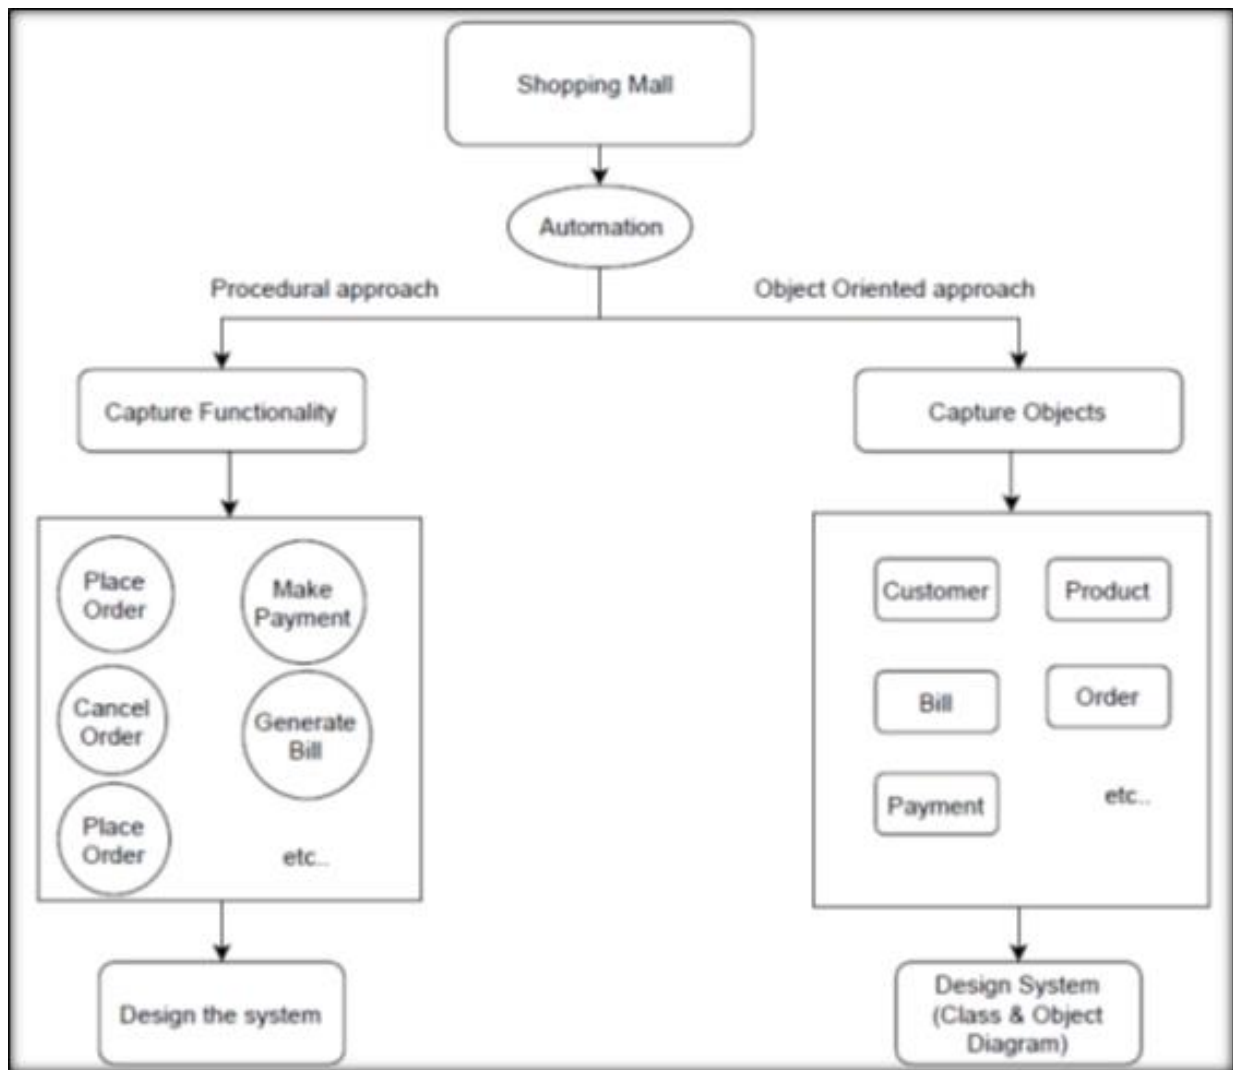 Shopping Mall
Automation
Procedural approach
Object Oriented approach
Capture Functionality
Capture Objects
Place
Order
Make
Payment
Cancel
Order
Generate
Bill
Place
Order
etc..
Customer
Product
Bill
Order
Payment
etc..
Design the system
Design System
(Class & Object
Diagram)